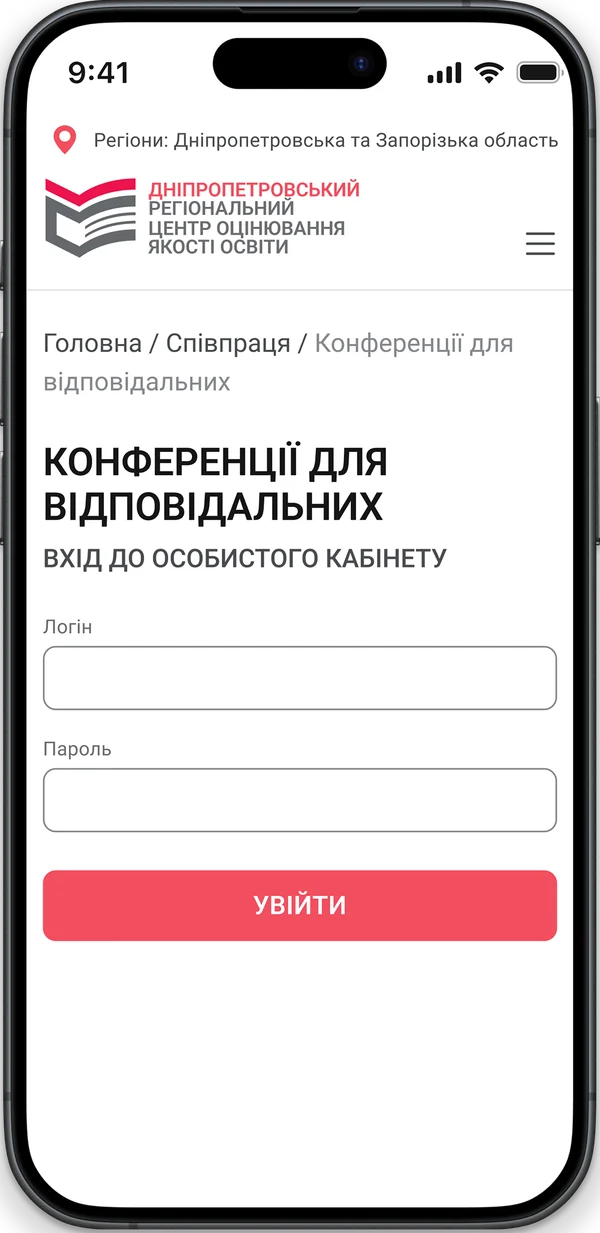 9:41
Регіони: Дніпропетровська та Запорізька область
ДНІПРОПЕТРОВСЬКИЙ
РЕГІОНАЛЬНИЙ
ЦЕНТР ОЦІНЮВАННЯ
ЯКОСТІ ОСВІТИ
Головна / Співпраця / Конференції для
відповідальних
КОНФЕРЕНЦІЇ ДЛЯ
ВІДПОВІДАЛЬНИХ
ВХІД ДО ОСОБИСТОГО КАБІНЕТУ
Логін
Пароль
УВІЙТИ